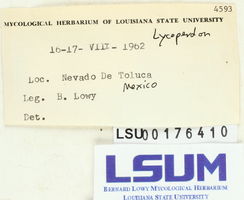 4593
MYCOLOGICAL HERBARIUM OF LOUISIANA STATE UNIVERSITY
Lycoperdon
16-17- VIII- 1962
Loc. Nevado De Toluca
Mexico
Leg. B. Lowy
Det.
LSU00176410
LSUM
BERNARD LOWY MYCOLOGICAL HERBARIUM
LOUISIANA STATE UNIVERSITY